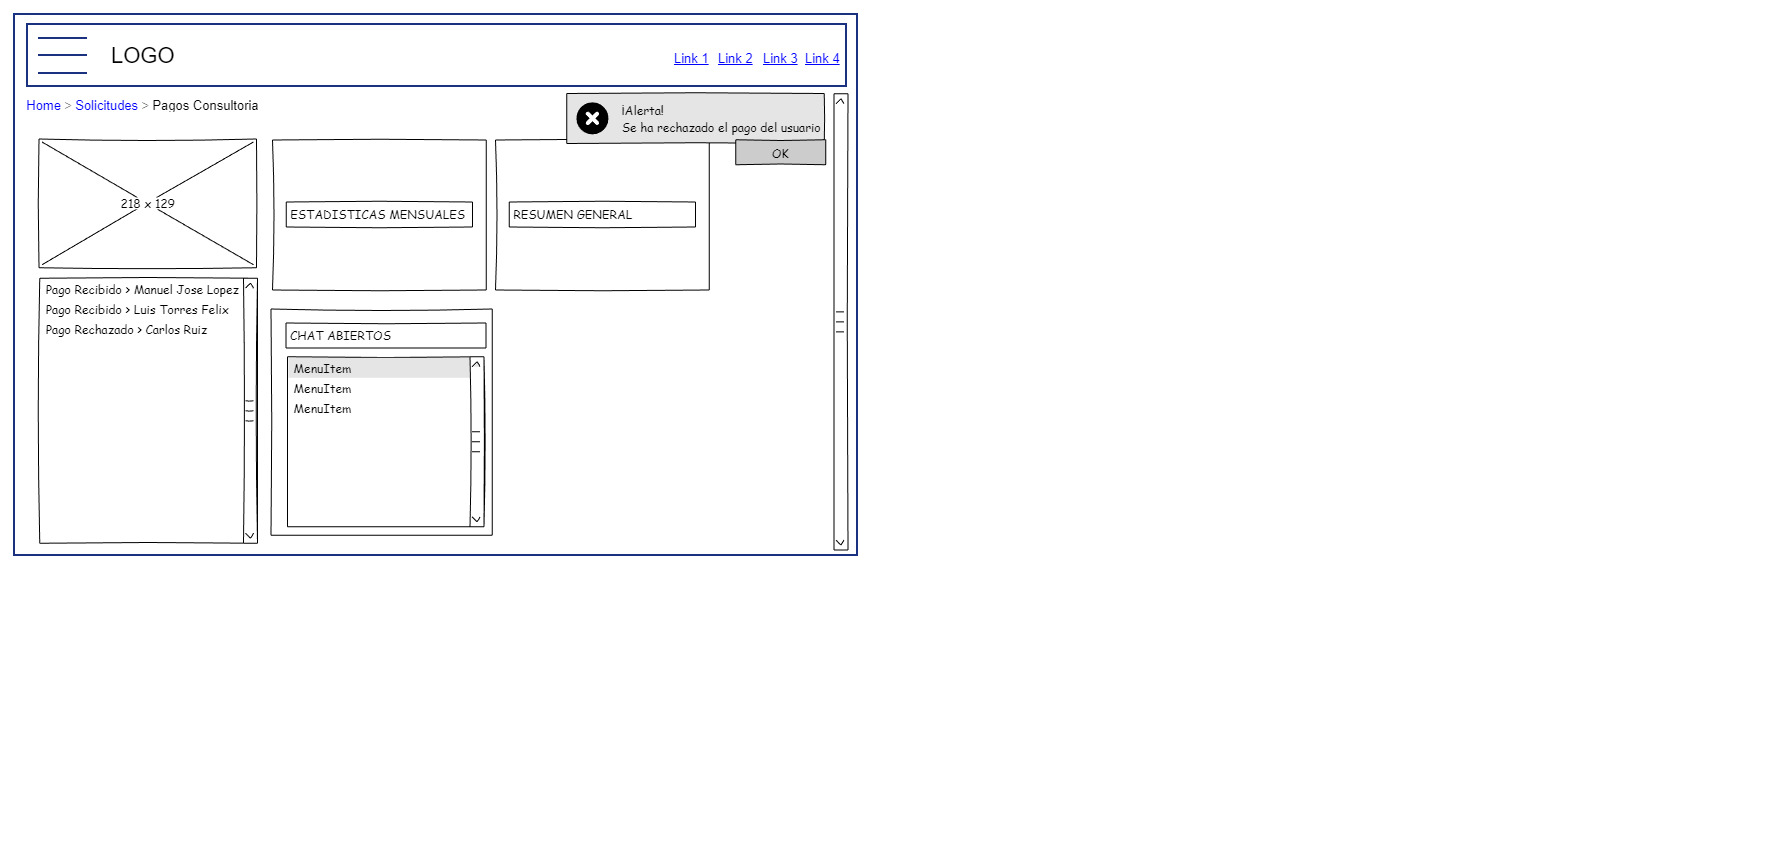 LOGO
Link 1 Link 2 Link 3 Link 4
Home > Solicitudes > Pagos Consultoria
¡Alerta!
Se ha rechazado el pago del usuario
OK
218 x 129
ESTADISTICAS MENSUALES
RESUMEN GENERAL
Pago Recibido > Manuel Jose Lopez
Pago Recibido > Luis Torres Felix
Pago Rechazado > Carlos Ruiz
CHAT ABIERTOS
MenuItem
MenuItem
MenuItem